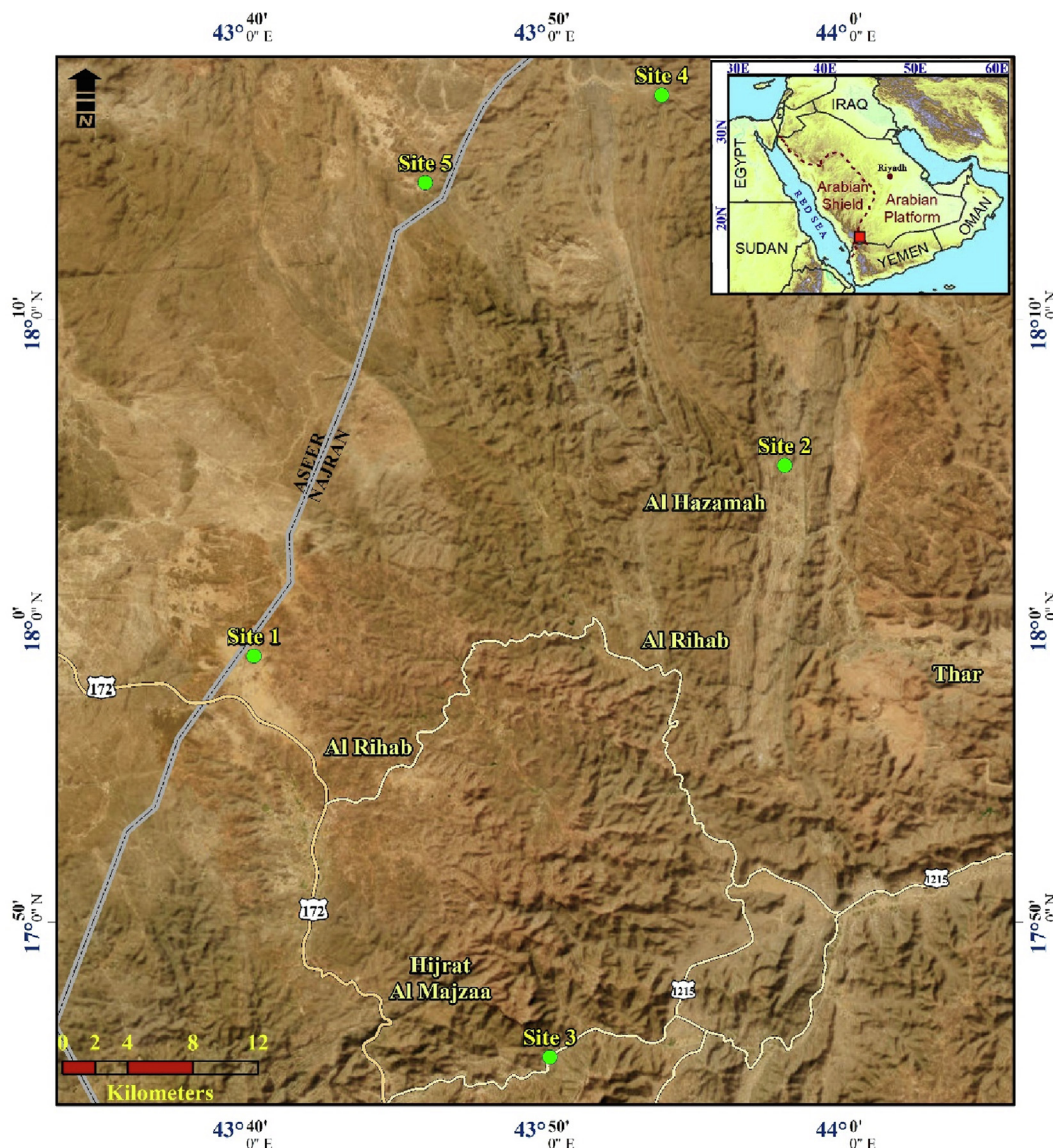 40' 50' 0'
43° 0" E 43° 0" E 44° 0" E
N
Site 4
Site 5
30E 40E 50E 60E
30N
20N
IRAQ
EGYPT
Riyadh
Arabian
Shield
Arabian
Platform
RED SEA
OMAN
SUDAN
YEMEN
18° 10' 0" N
18° 10' 0" N
ASEER
NAJRAN
Site 2
Al Hazamah
18° 0' 0" N
18° 0' 0" N
Site 1
Al Rihab
Thar
172
Al Rihab
1215
172
17° 50' 0" N
17° 50' 0" N
Hijrat
Al Majzaa
1215
Site 3
0 2 4 8 12
Kilometers
40' 50' 0'
43° 0" E 43° 0" E 44° 0" E